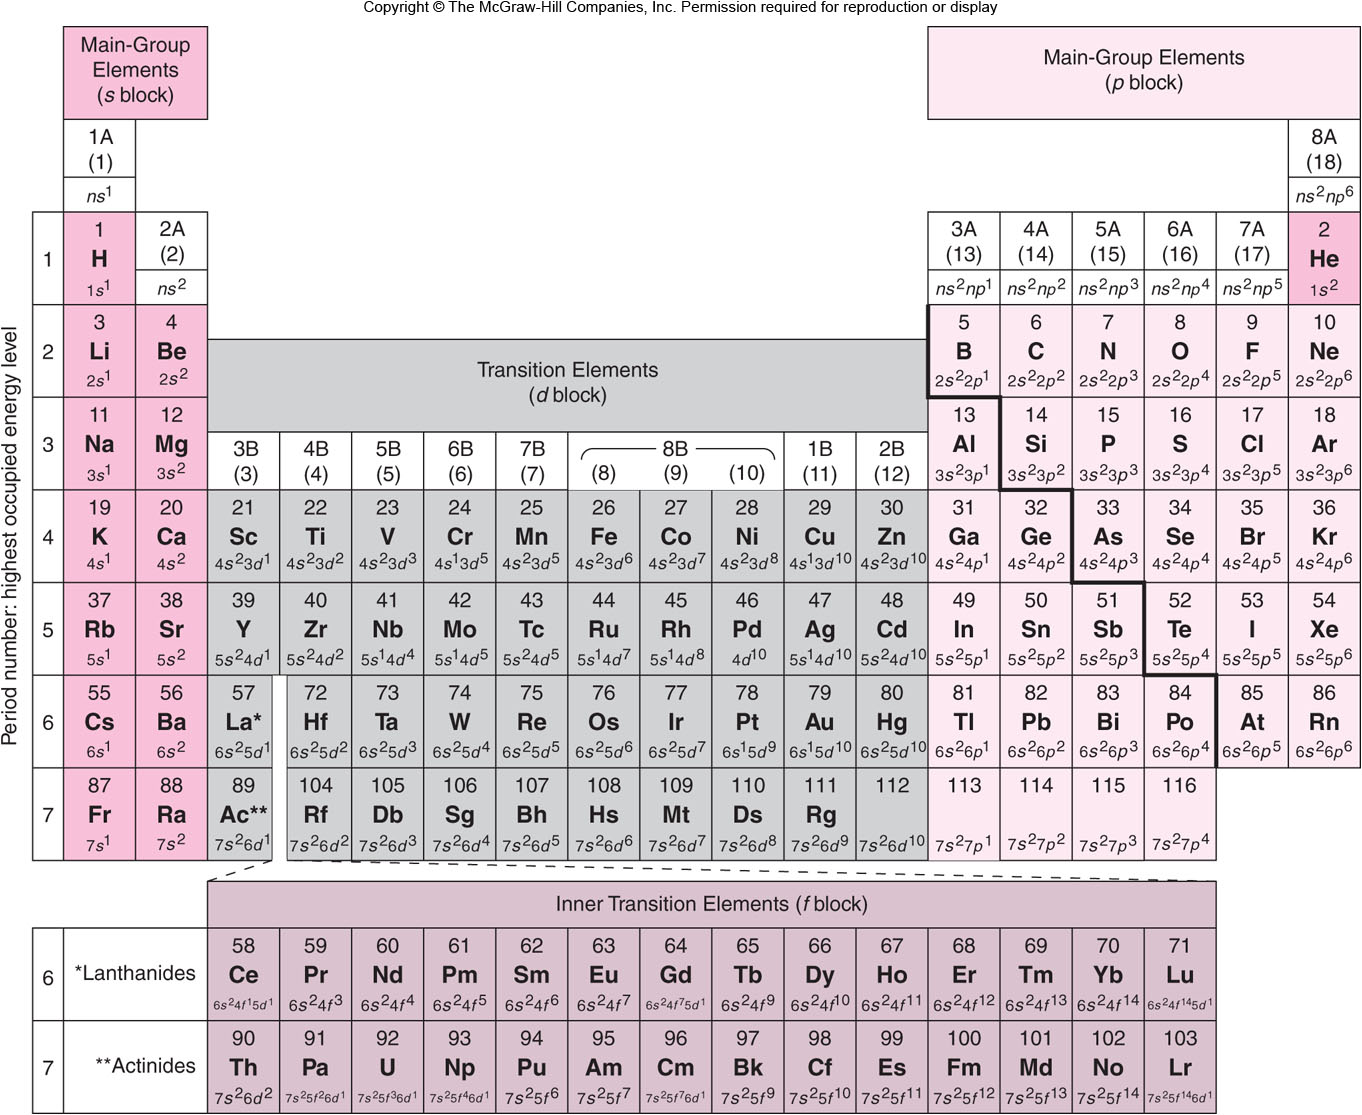 Copyright © The McGraw-Hill Companies, Inc. Permission required for reproduction or display
Main-Group
Elements
(s block)
Main-Group Elements
(p block)
1A
(1)
8A
(18)
ns¹
ns²np⁶
Period number: highest occupied energy level
1
1
H
1s¹
2A
(2)
ns²
3A
(13)
ns²np¹
4A
(14)
ns²np²
5A
(15)
ns²np³
6A
(16)
ns²np⁴
7A
(17)
ns²np⁵
2
He
1s²
2
3 4 5 6 7 8 9 10
Li Be B C N O F Ne
2s¹ 2s² 2s²2p¹ 2s²2p² 2s²2p³ 2s²2p⁴ 2s²2p⁵ 2s²2p⁶
Transition Elements
(d block)
3
11 12 13 14 15 16 17 18
Na Mg Al Si P S Cl Ar
3s¹ 3s² 3s²3p¹ 3s²3p² 3s²3p³ 3s²3p⁴ 3s²3p⁵ 3s²3p⁶
3B 4B 5B 6B 7B 8B 1B 2B
(3) (4) (5) (6) (7) (8) (9) (10) (11) (12)
4
19 20 21 22 23 24 25 26 27 28 29 30 31 32 33 34 35 36
K Ca Sc Ti V Cr Mn Fe Co Ni Cu Zn Ga Ge As Se Br Kr
4s¹ 4s² 4s²3d¹ 4s²3d² 4s²3d³ 4s¹3d⁵ 4s²3d⁵ 4s²3d⁶ 4s²3d⁷ 4s²3d⁸ 4s¹3d¹⁰ 4s²3d¹⁰ 4s²4p¹ 4s²4p² 4s²4p³ 4s²4p⁴ 4s²4p⁵ 4s²4p⁶
5
37 38 39 40 41 42 43 44 45 46 47 48 49 50 51 52 53 54
Rb Sr Y Zr Nb Mo Tc Ru Rh Pd Ag Cd In Sn Sb Te I Xe
5s¹ 5s² 5s²4d¹ 5s²4d² 5s¹4d⁴ 5s¹4d⁵ 5s²4d⁵ 5s¹4d⁷ 5s¹4d⁸ 4d¹⁰ 5s¹4d¹⁰ 5s²4d¹⁰ 5s²5p¹ 5s²5p² 5s²5p³ 5s²5p⁴ 5s²5p⁵ 5s²5p⁶
6
55 56 57 72 73 74 75 76 77 78 79 80 81 82 83 84 85 86
Cs Ba La* Hf Ta W Re Os Ir Pt Au Hg Tl Pb Bi Po At Rn
6s¹ 6s² 6s²5d¹ 6s²5d² 6s²5d³ 6s²5d⁴ 6s²5d⁵ 6s²5d⁶ 6s²5d⁷ 6s¹5d⁹ 6s¹5d¹⁰ 6s²5d¹⁰ 6s²6p¹ 6s²6p² 6s²6p³ 6s²6p⁴ 6s²6p⁵ 6s²6p⁶
7
87 88 89 104 105 106 107 108 109 110 111 112 113 114 115 116
Fr Ra Ac** Rf Db Sg Bh Hs Mt Ds Rg
7s¹ 7s² 7s²6d¹ 7s²6d² 7s²6d³ 7s²6d⁴ 7s²6d⁵ 7s²6d⁶ 7s²6d⁷ 7s²6d⁸ 7s²6d⁹ 7s²6d¹⁰ 7s²7p¹ 7s²7p² 7s²7p³ 7s²7p⁴
Inner Transition Elements (f block)
6
*Lanthanides
58 59 60 61 62 63 64 65 66 67 68 69 70 71
Ce Pr Nd Pm Sm Eu Gd Tb Dy Ho Er Tm Yb Lu
6s²4f¹5d¹ 6s²4f³ 6s²4f⁴ 6s²4f⁵ 6s²4f⁶ 6s²4f⁷ 6s²4f⁷5d¹ 6s²4f⁹ 6s²4f¹⁰ 6s²4f¹¹ 6s²4f¹² 6s²4f¹³ 6s²4f¹⁴ 6s²4f¹⁴5d¹
7
**Actinides
90 91 92 93 94 95 96 97 98 99 100 101 102 103
Th Pa U Np Pu Am Cm Bk Cf Es Fm Md No Lr
7s²6d² 7s²5f²6d¹ 7s²5f³6d¹ 7s²5f⁴6d¹ 7s²5f⁶ 7s²5f⁷ 7s²5f⁷6d¹ 7s²5f⁹ 7s²5f¹⁰ 7s²5f¹¹ 7s²5f¹² 7s²5f¹³ 7s²5f¹⁴ 7s²5f¹⁴6d¹